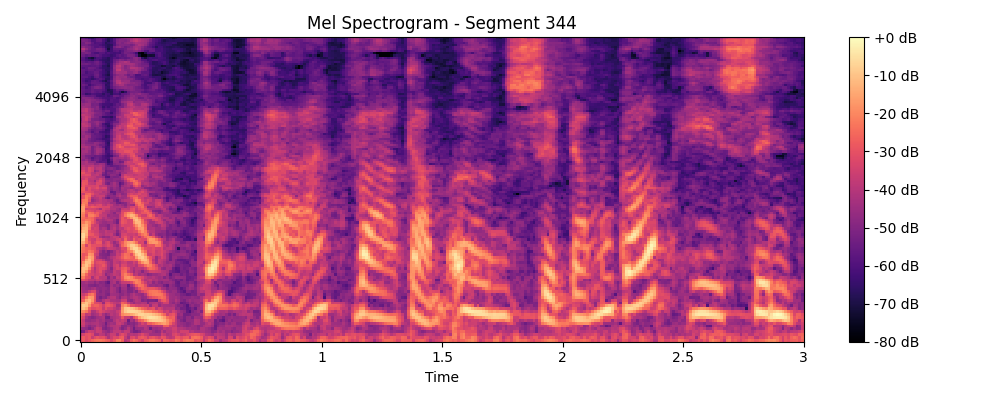 Mel Spectrogram - Segment 344
+0 dB
-10 dB
-20 dB
-30 dB
-40 dB
-50 dB
-60 dB
-70 dB
-80 dB
Frequency
4096
2048
1024
512
0
0
0.5
1
1.5
2
2.5
3
Time